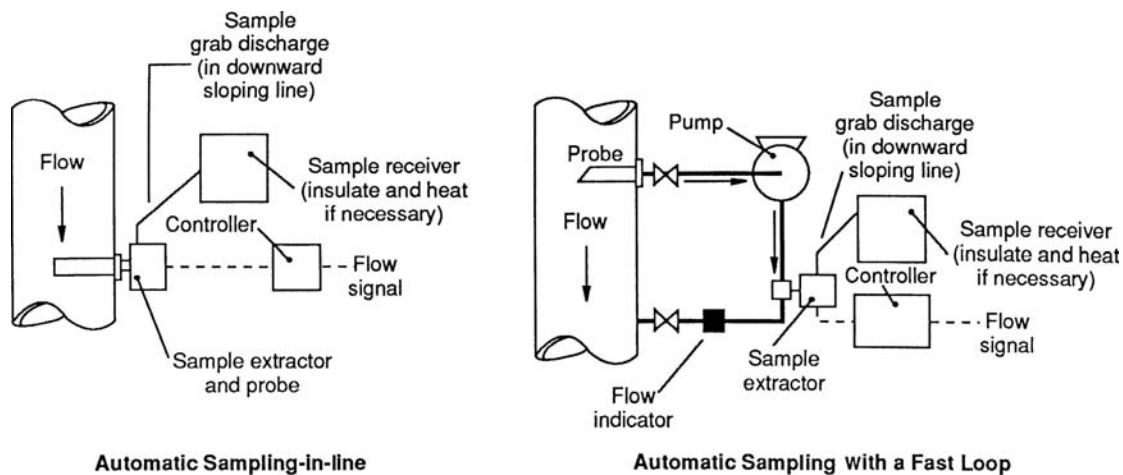 Sample
grab discharge
(in downward
sloping line)
Flow
Sample receiver
(insulate and heat
if necessary)
Controller
Flow
signal
Sample extractor
and probe
Automatic Sampling-in-line
Sample
grab discharge
(in downward
sloping line)
Pump
Probe
Flow
Sample receiver
(insulate and heat
if necessary)
Controller
Flow
signal
Sample
extractor
Flow
indicator
Automatic Sampling with a Fast Loop